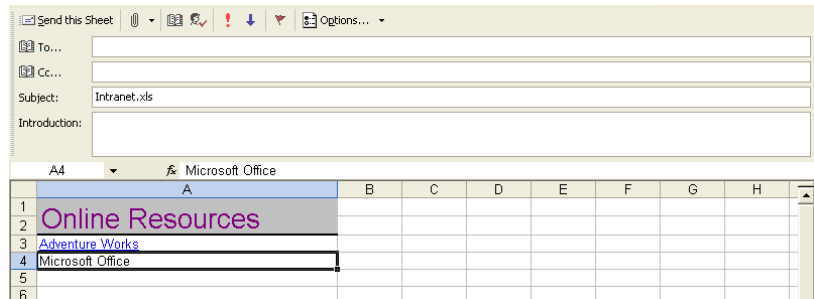 Send this Sheet Options...
To...
Cc...
Subject: Intranet.xls
Introduction:
A4 fx Microsoft Office
A B C D E F G H
1 Online Resources
2
3 Adventure Works
4 Microsoft Office
5
6